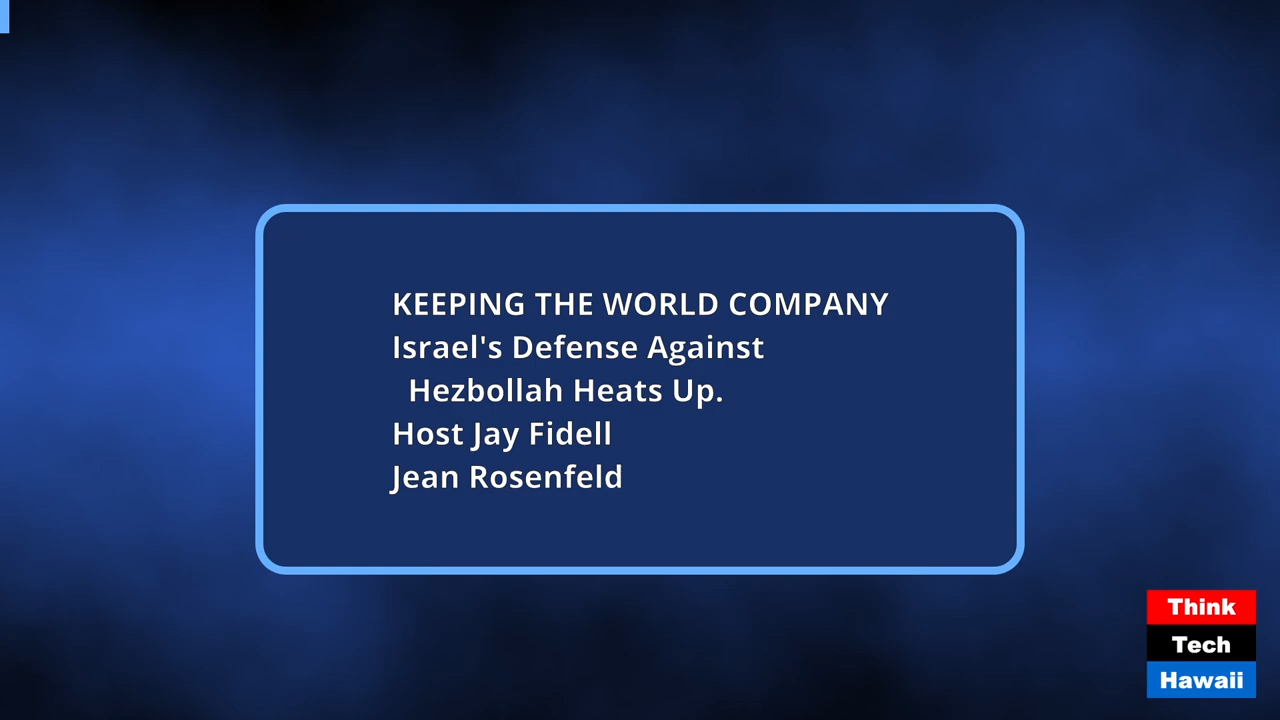 KEEPING THE WORLD COMPANY
Israel's Defense Against
Hezbollah Heats Up.
Host Jay Fidell
Jean Rosenfeld
Think
Tech
Hawaii